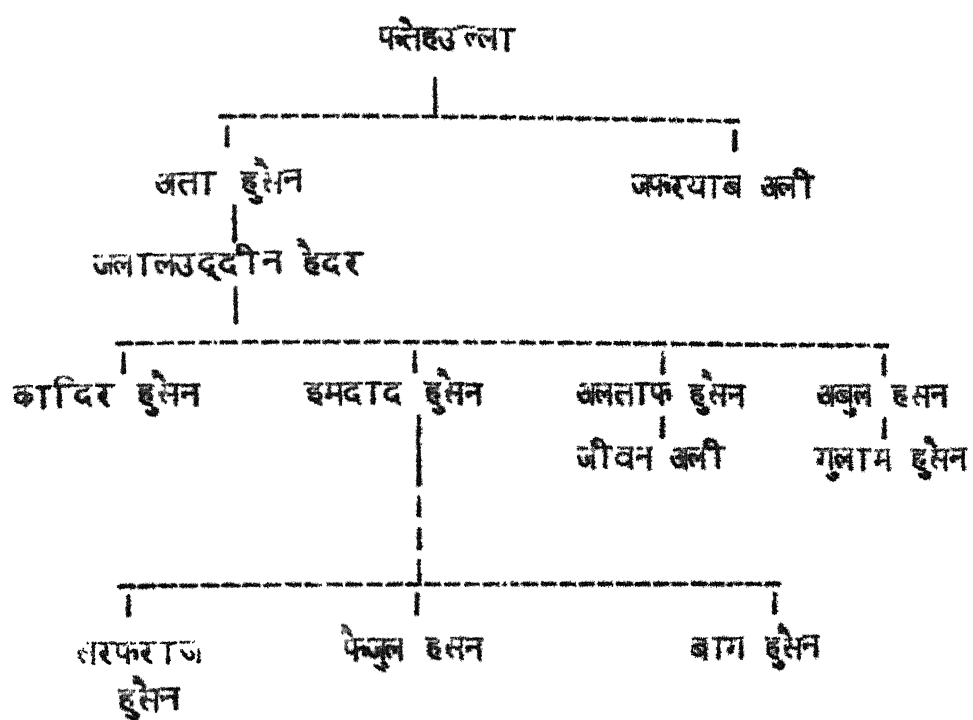 फतेहउल्ला
अता हुसैन जफरयाब अली
जलालउद्दीन हैदर
कादिर हुसैन इमदाद हुसैन अलताफ हुसैन अबुल हसन
जीवन अली गुलाम हुसैन
सरफराज फैजुल हसन बाग हुसैन
हुसैन